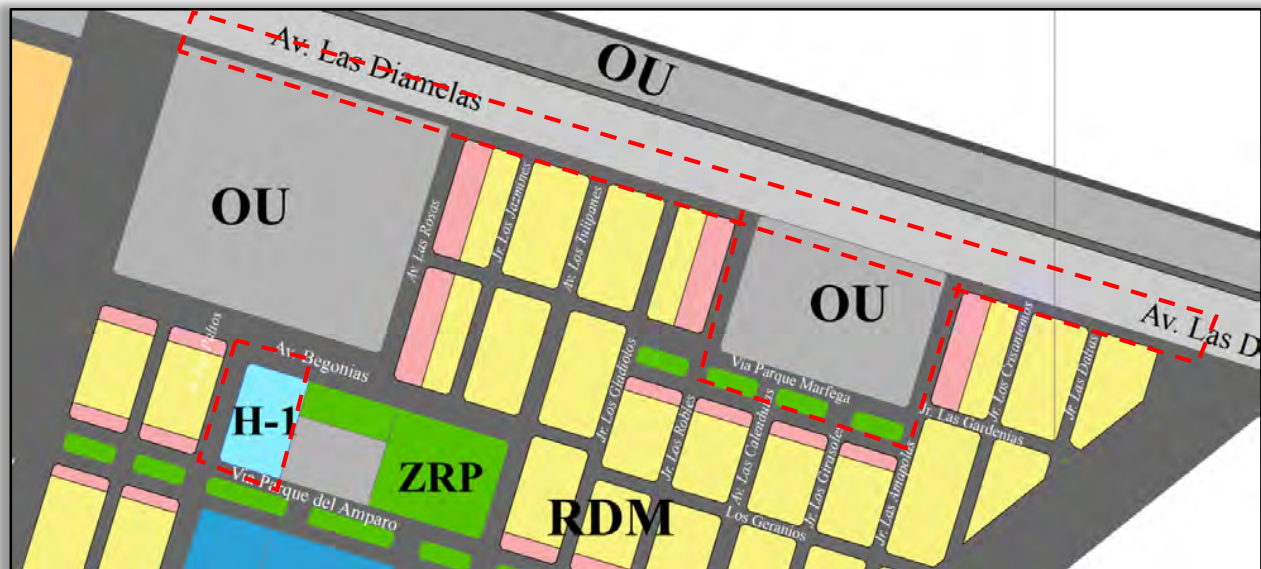 OU
Av. Las Diamelas
OU
Av. Las Rosas
Jr. Los Jazmines
Av. Los Tulipanes
OU
Av. Las D
Jr. Los Crisantemos
Jr. Las Dalias
Av. Begonias
Via Parque Marfega
Jr. Las Gardenias
H-1
ZRP
Jr. Los Gladiolos
Jr. Los Robles
Av. Las Calendulas
Jr. Los Girasoles
Jr. Las Amapolas
Via Parque del Amparo
RDM
Los Geranios